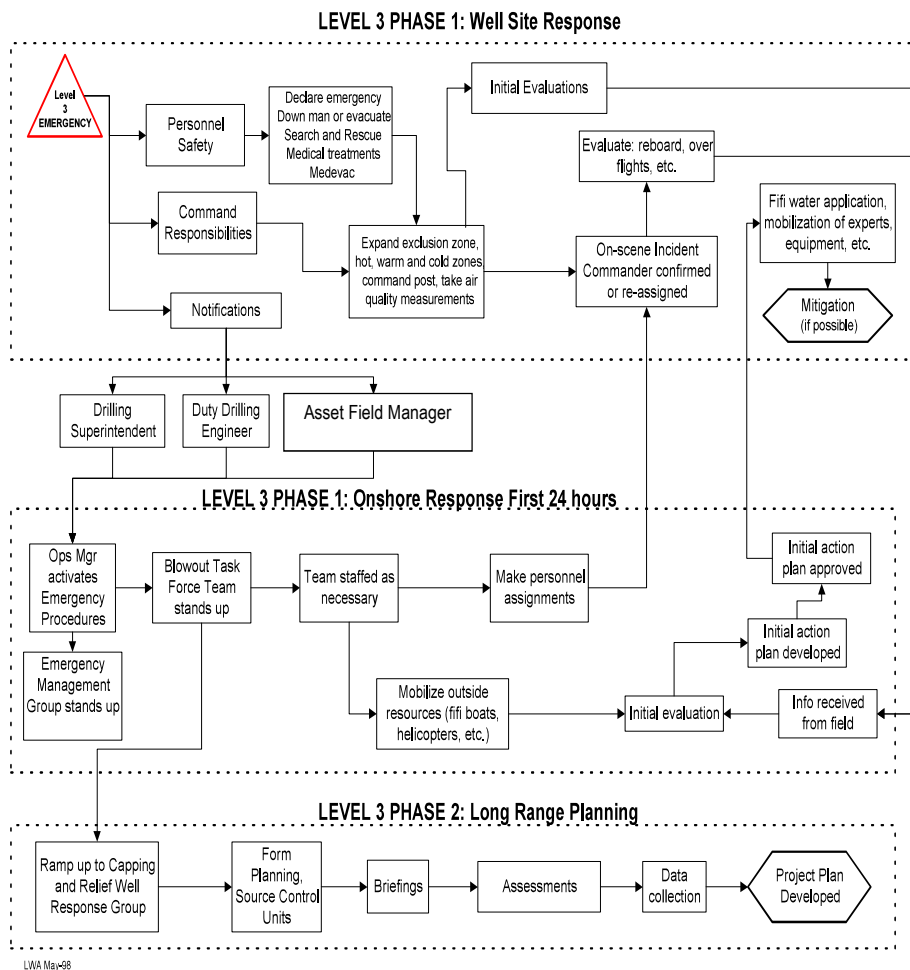 LEVEL 3 PHASE 1: Well Site Response
Level
3
EMERGENCY
Personnel
Safety
Declare emergency
Down man or evacuate
Search and Rescue
Medical treatments
Medevac
Initial Evaluations
Evaluate: reboard, over
flights, etc.
Command
Responsibilities
Expand exclusion zone,
hot, warm and cold zones,
command post, take air
quality measurements
On-scene Incident
Commander confirmed
or re-assigned
Fifi water application,
mobilization of experts,
equipment, etc.
Mitigation
(if possible)
Notifications
Drilling
Superintendent
Duty Drilling
Engineer
Asset Field Manager
LEVEL 3 PHASE 1: Onshore Response First 24 hours
Ops Mgr
activates
Emergency
Procedures
Blowout Task
Force Team
stands up
Team staffed as
necessary
Make personnel
assignments
Initial action
plan approved
Initial action
plan developed
Emergency
Management
Group stands up
Mobilize outside
resources (fifi boats,
helicopters, etc.)
Initial evaluation
Info received
from field
LEVEL 3 PHASE 2: Long Range Planning
Ramp up to Capping
and Relief Well
Response Group
Form
Planning,
Source Control
Units
Briefings
Assessments
Data
collection
Project Plan
Developed
LWA May-98